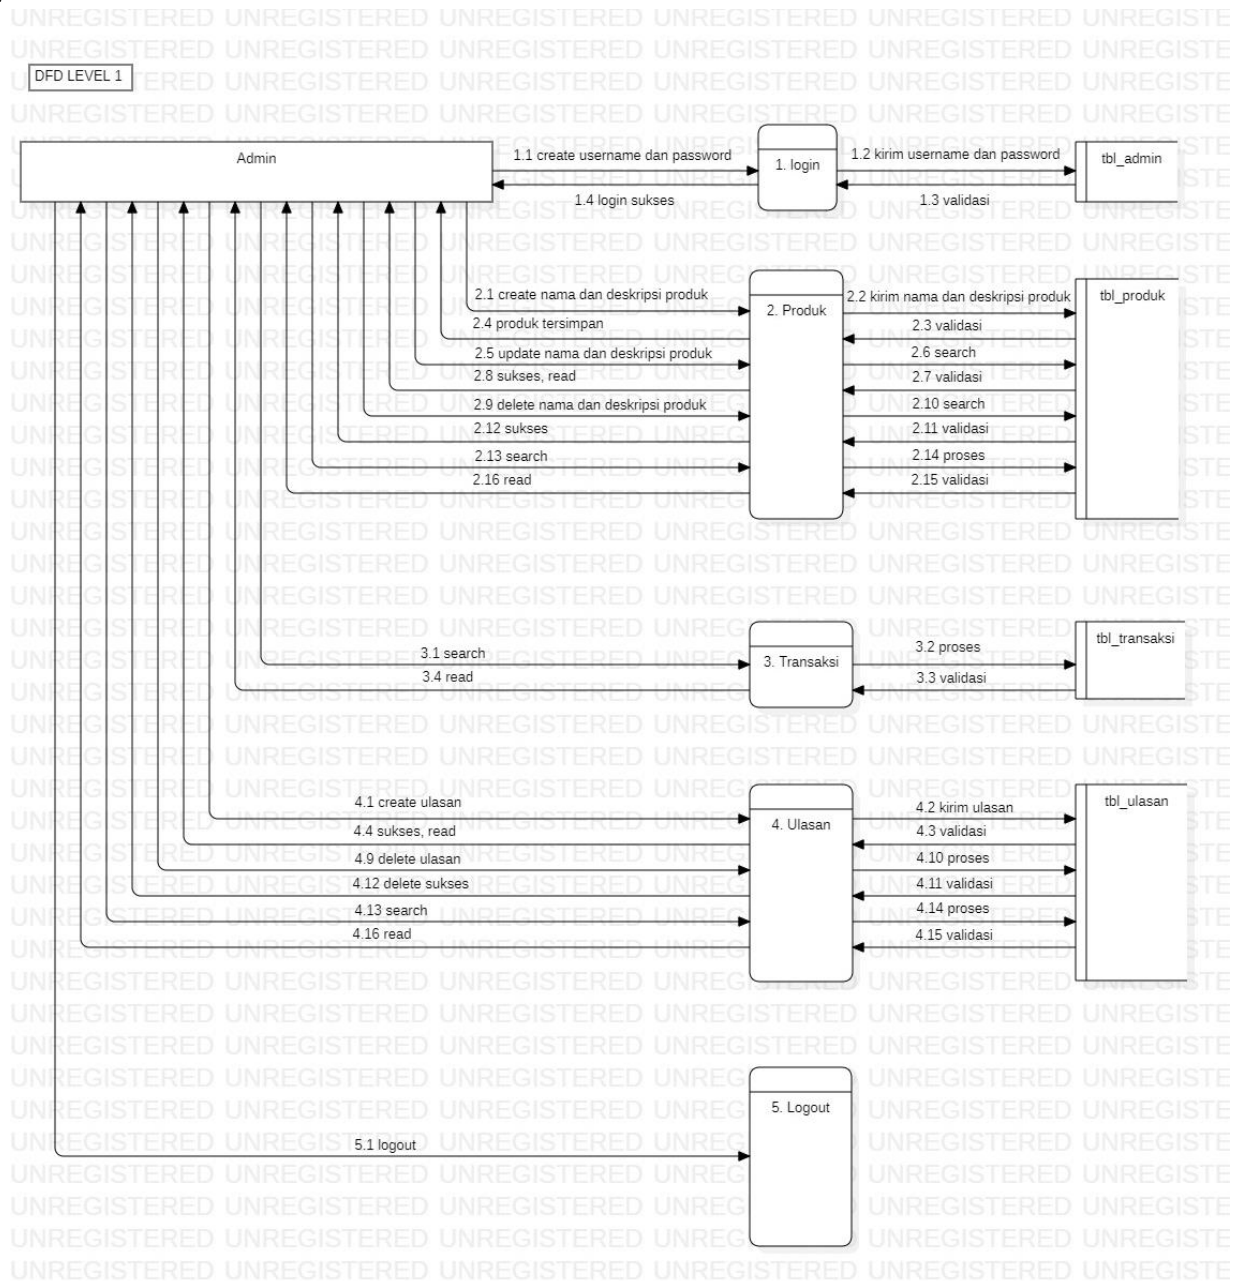 DFD LEVEL 1
Admin
1.1 create username dan password
1.4 login sukses
1. login
1.2 kirim username dan password
1.3 validasi
tbl_admin
2.1 create nama dan deskripsi produk
2.4 produk tersimpan
2.5 update nama dan deskripsi produk
2.8 sukses, read
2.9 delete nama dan deskripsi produk
2.12 sukses
2.13 search
2.16 read
2. Produk
2.2 kirim nama dan deskripsi produk
2.3 validasi
2.6 search
2.7 validasi
2.10 search
2.11 validasi
2.14 proses
2.15 validasi
tbl_produk
3.1 search
3.4 read
3. Transaksi
3.2 proses
3.3 validasi
tbl_transaksi
4.1 create ulasan
4.4 sukses, read
4.9 delete ulasan
4.12 delete sukses
4.13 search
4.16 read
4. Ulasan
4.2 kirim ulasan
4.3 validasi
4.10 proses
4.11 validasi
4.14 proses
4.15 validasi
tbl_ulasan
5.1 logout
5. Logout
UNREGISTERED UNREGISTERED UNREGISTERED UNREGISTERED UNREGISTERED UNREGISTE